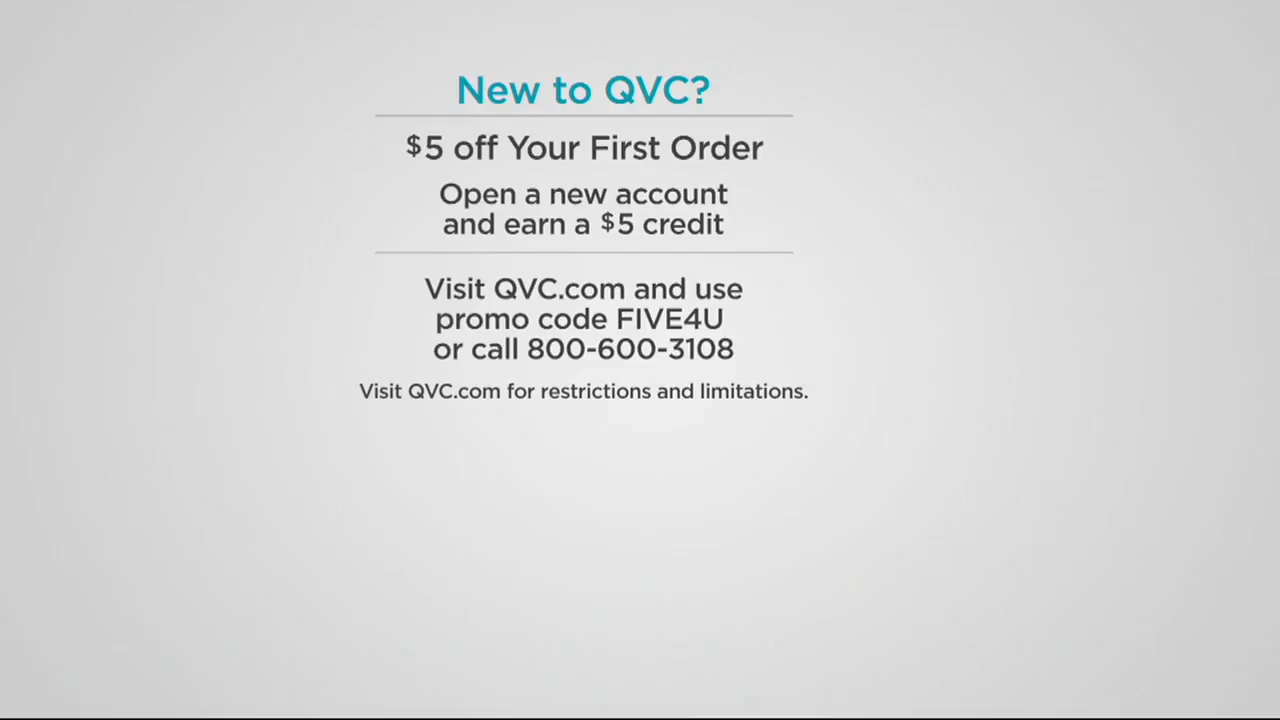 New to QVC?
$5 off Your First Order
Open a new account
and earn a $5 credit
Visit QVC.com and use
promo code FIVE4U
or call 800-600-3108
Visit QVC.com for restrictions and limitations.